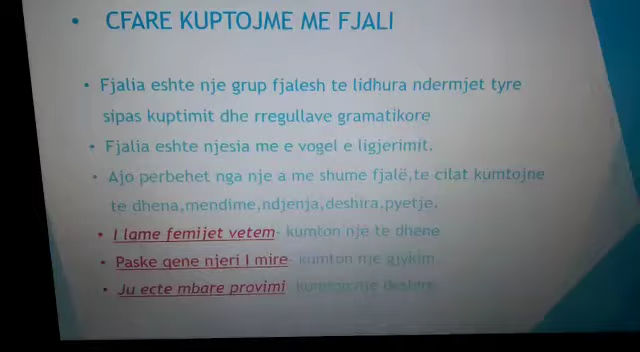 CFARE KUPTOJME ME FJALI
Fjalia eshte nje grup fjalesh te lidhura ndermjet tyre
sipas kuptimit dhe rregullave gramatikore
Fjalia eshte njesia me e vogel e ligjerimit.
Ajo perbehet nga nje a me shume fjalë,te cilat kumtojne
te dhena,mendime,ndjenja,deshira,pyetje.
I lame femijet vetem- kumton nje te dhene
Paske qene njeri I mire- kumton nje gjykim
Ju ecte mbare provimi- kumton nje deshire